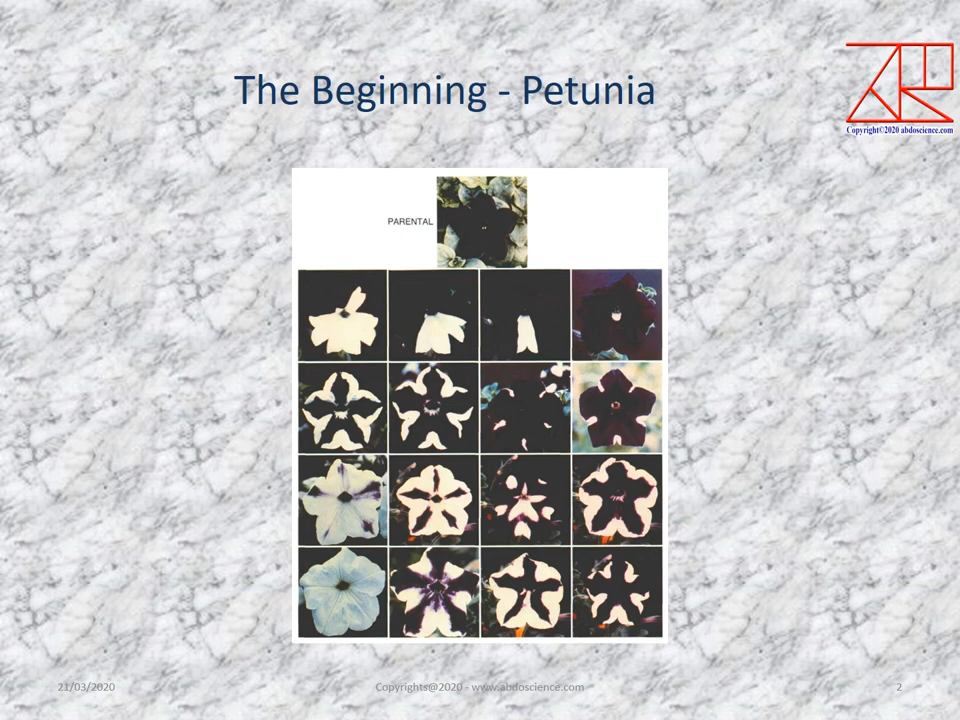 The Beginning - Petunia
Copyright©2020 abdoscience.com
PARENTAL
21/03/2020
Copyrights@2020 - www.abdoscience.com
2